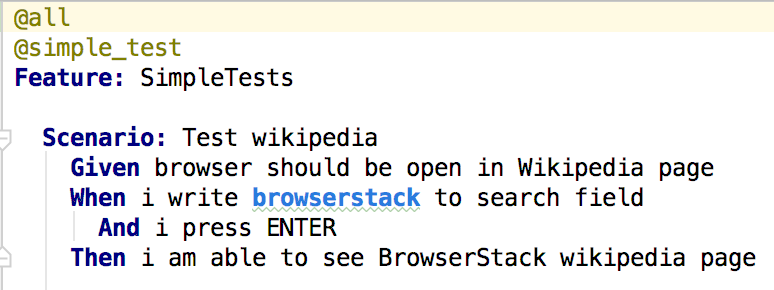 @all
@simple_test
Feature: SimpleTests
Scenario: Test wikipedia
Given browser should be open in Wikipedia page
When i write browserstack to search field
And i press ENTER
Then i am able to see BrowserStack wikipedia page